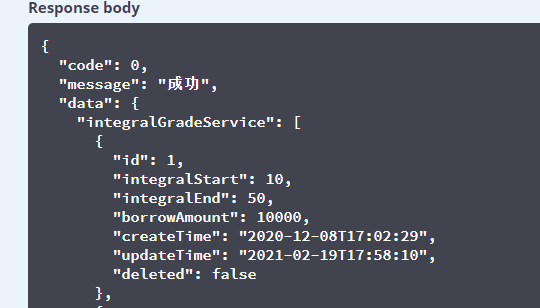 Response body
{
"code": 0,
"message": "成功",
"data": {
"integralGradeService": [
{
"id": 1,
"integralStart": 10,
"integralEnd": 50,
"borrowAmount": 10000,
"createTime": "2020-12-08T17:02:29",
"updateTime": "2021-02-19T17:58:10",
"deleted": false
},